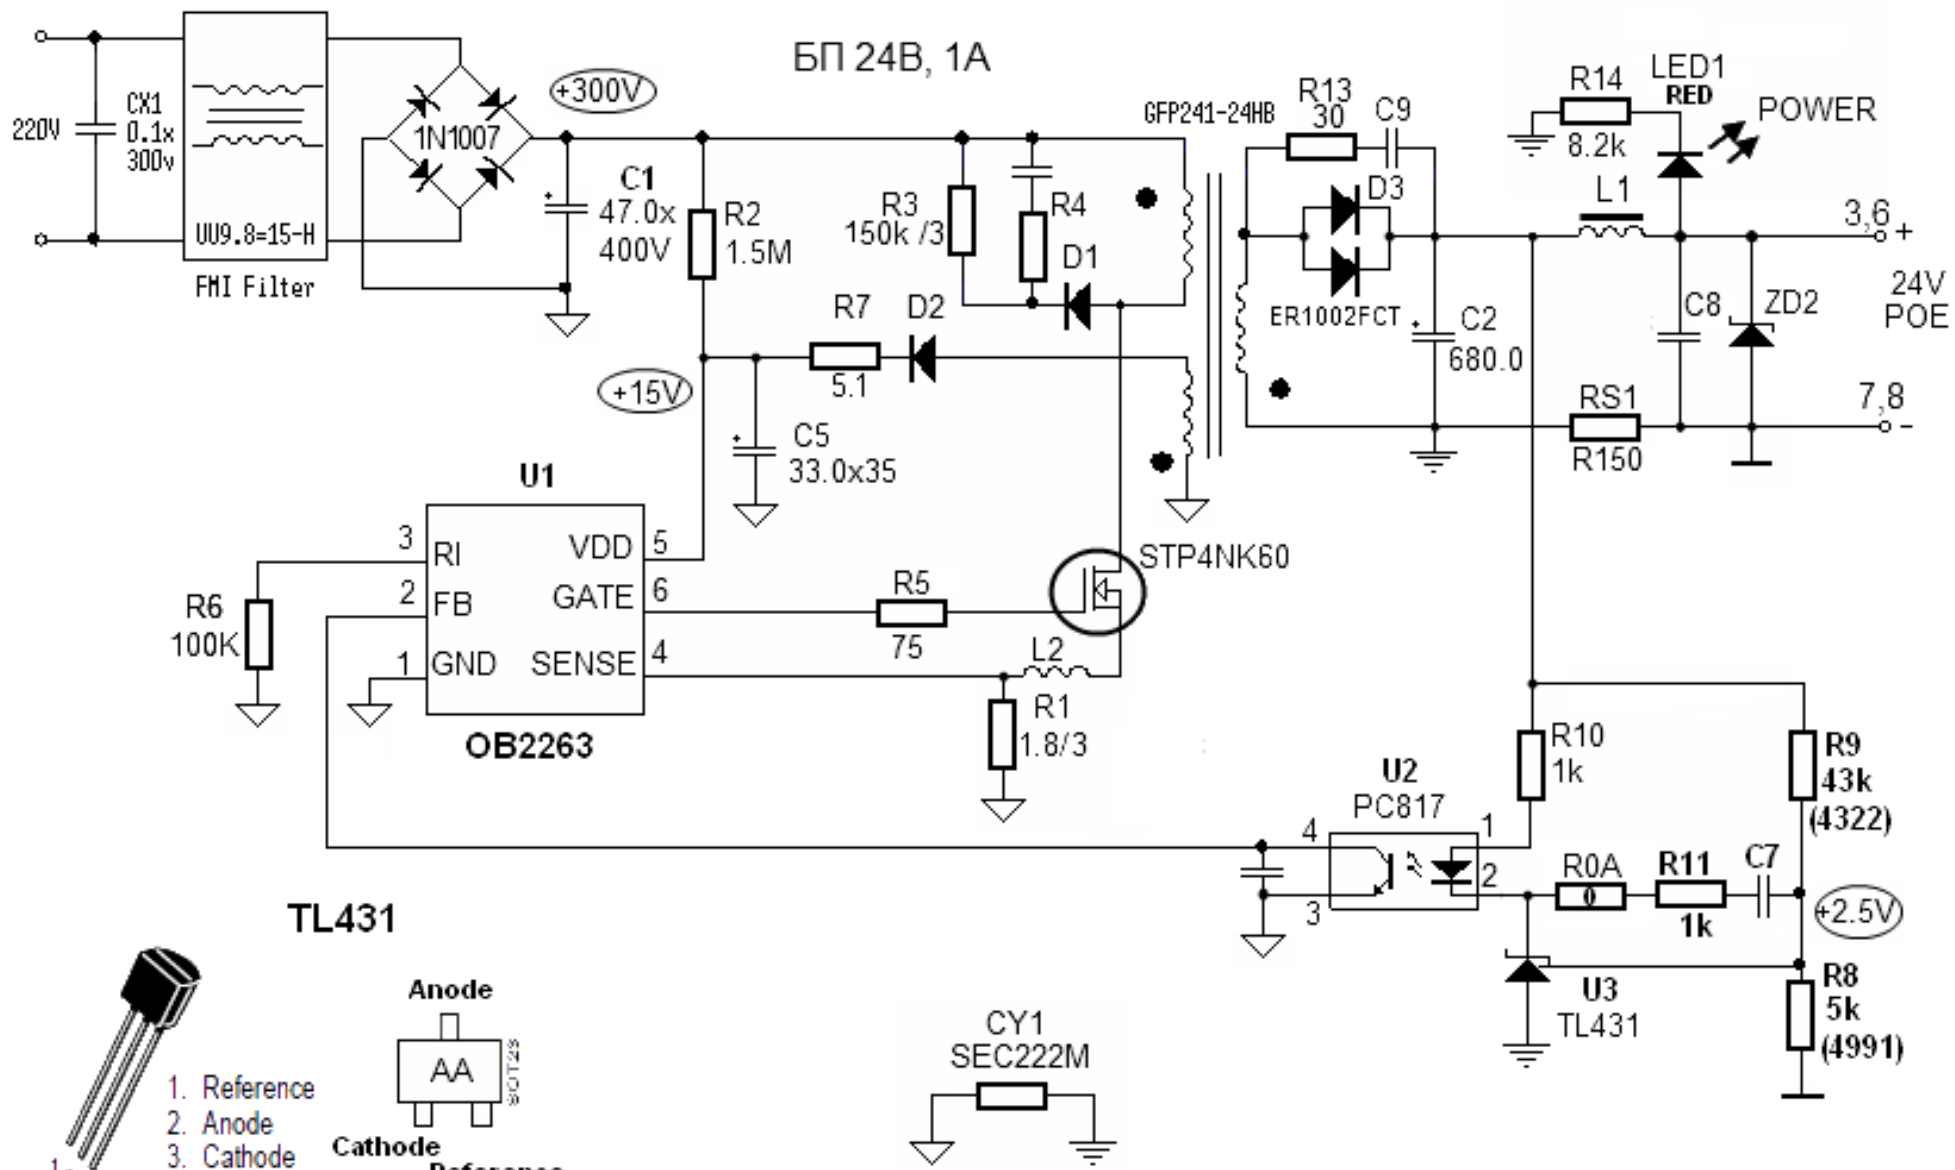 БП 24В, 1А
220V
CX1
0.1x
300v
UU9.8=15-H
FMI Filter
1N1007
+300V
C1
47.0x
400V
R2
1.5M
R3
150k /3
R4
D1
GFP241-24HB
R13
30
C9
D3
ER1002FCT
R14
8.2k
LED1
RED
POWER
L1
3,6
+
24V
POE
C2
680.0
C8
ZD2
RS1
R150
7,8
-
R7
5.1
D2
+15V
C5
33.0x35
U1
3
RI
VDD
5
2
FB
GATE
6
1
GND
SENSE
4
OB2263
R6
100K
R5
75
STP4NK60
L2
R1
1.8/3
R10
1k
R9
43k
(4322)
U2
PC817
4
1
2
3
R0A
0
R11
1k
C7
+2.5V
U3
TL431
R8
5k
(4991)
TL431
Anode
AA
SOT23
Cathode
Reference
1
1. Reference
2. Anode
3. Cathode
CY1
SEC222M